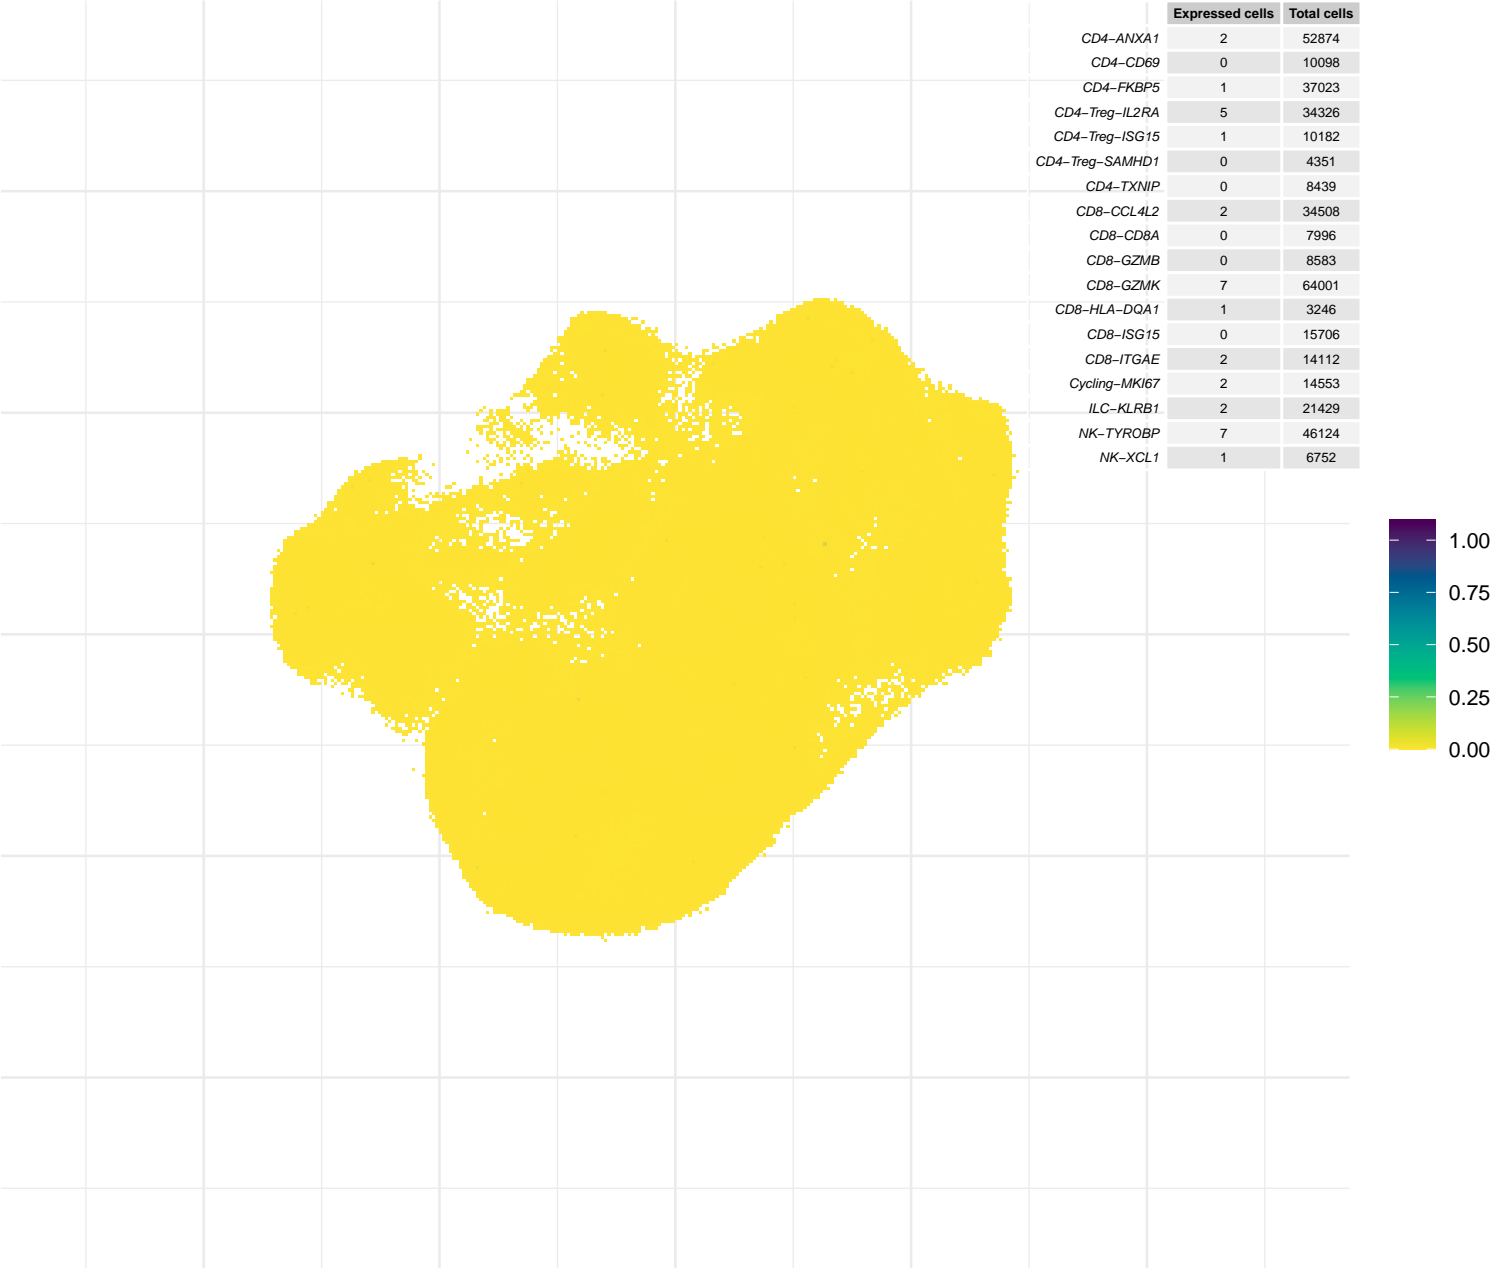 Expressed cells Total cells
CD4−ANXA1 2 52874
CD4−CD69 0 10098
CD4−FKBP5 1 37023
CD4−Treg−IL2RA 5 34326
CD4−Treg−ISG15 1 10182
CD4−Treg−SAMHD1 0 4351
CD4−TXNIP 0 8439
CD8−CCL4L2 2 34508
CD8−CD8A 0 7996
CD8−GZMB 0 8583
CD8−GZMK 7 64001
CD8−HLA−DQA1 1 3246
CD8−ISG15 0 15706
CD8−ITGAE 2 14112
Cycling−MKI67 2 14553
ILC−KLRB1 2 21429
NK−TYROBP 7 46124
NK−XCL1 1 6752
1.00
0.75
0.50
0.25
0.00